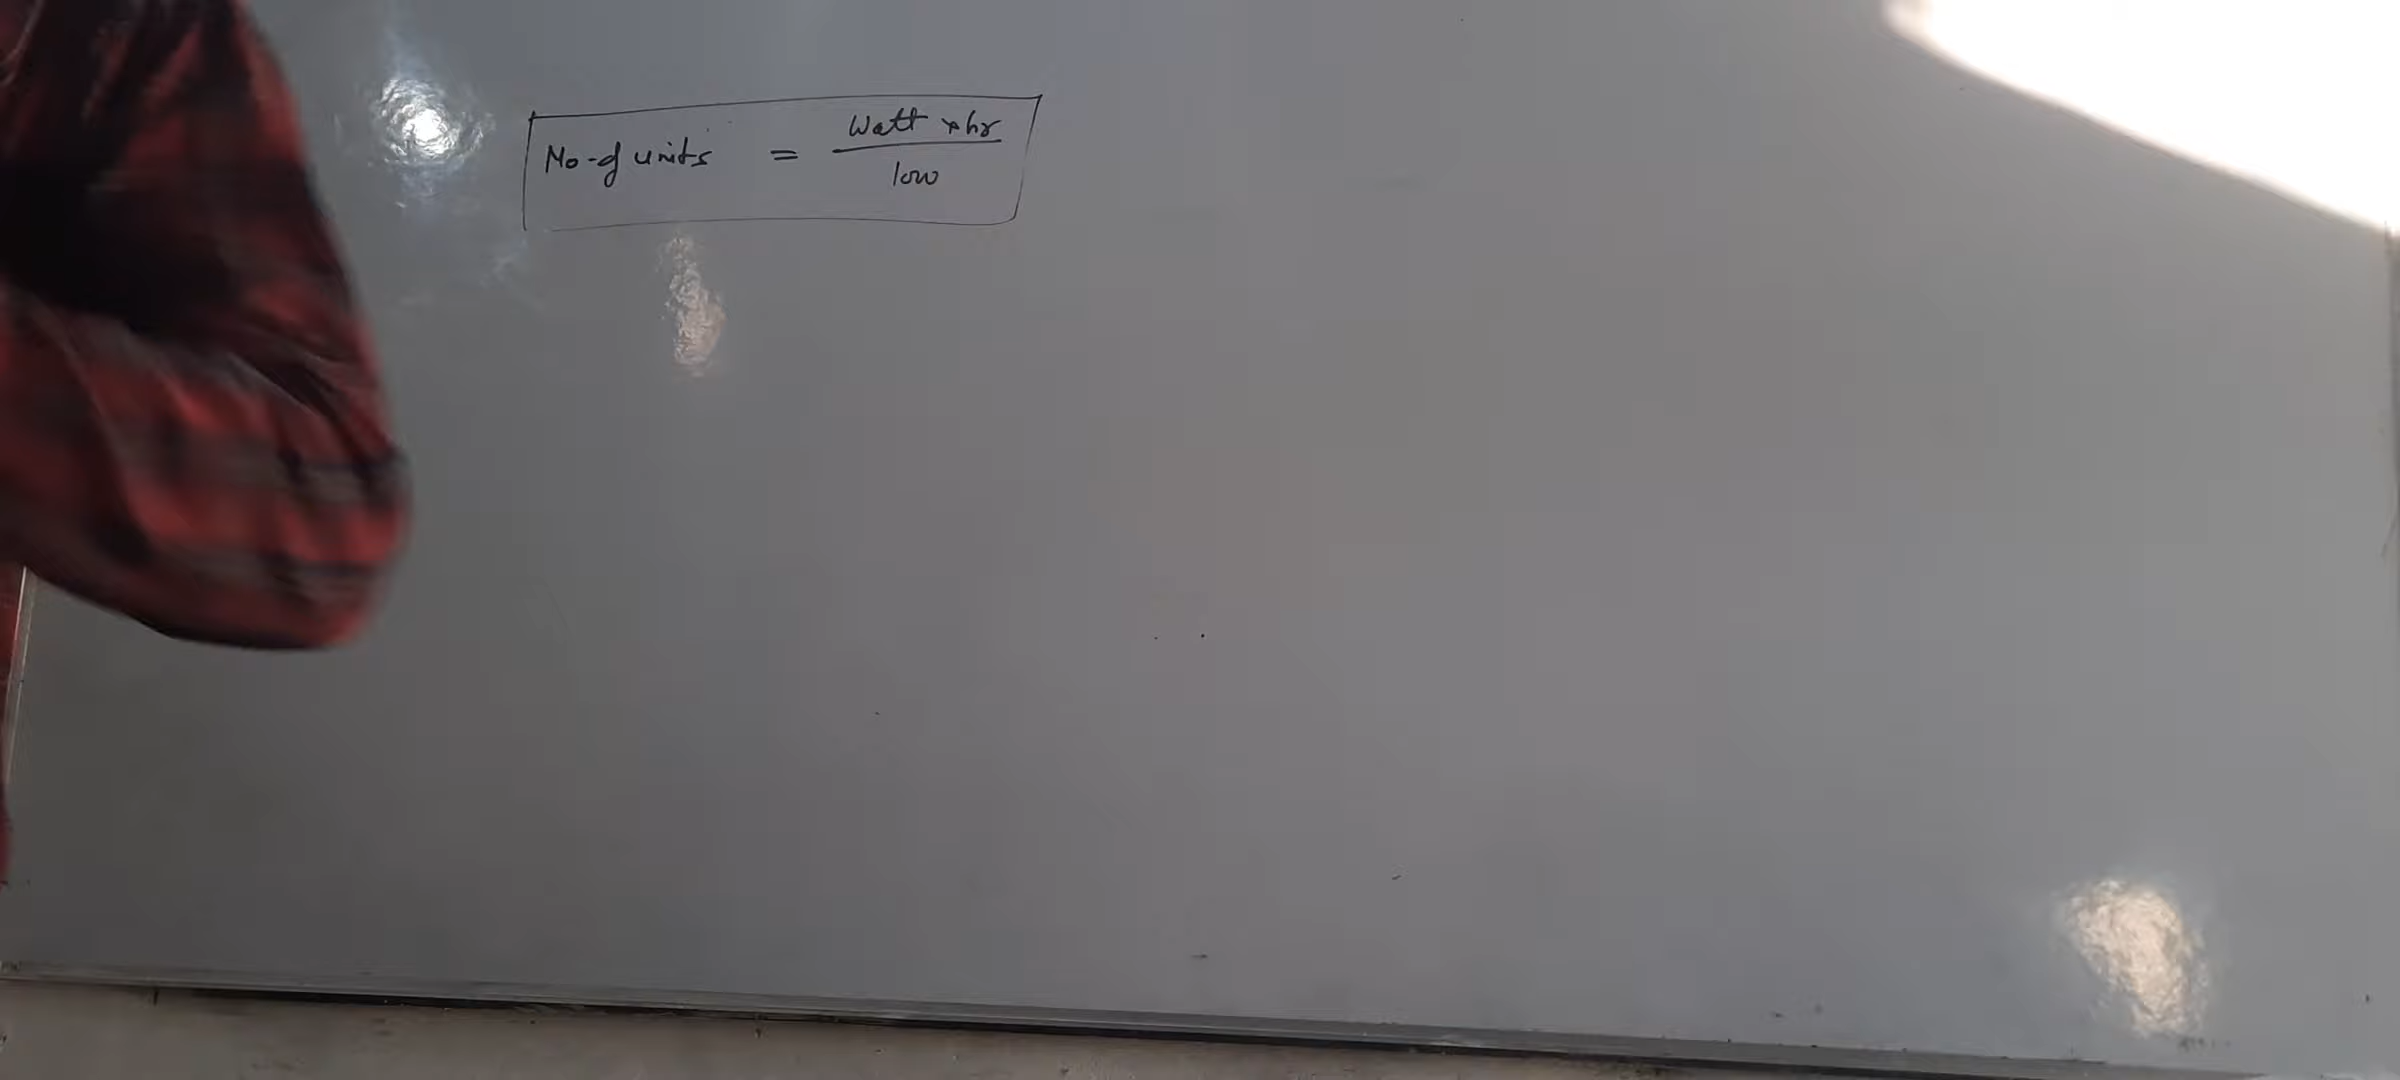 No-of units = Watt × hr / 1000